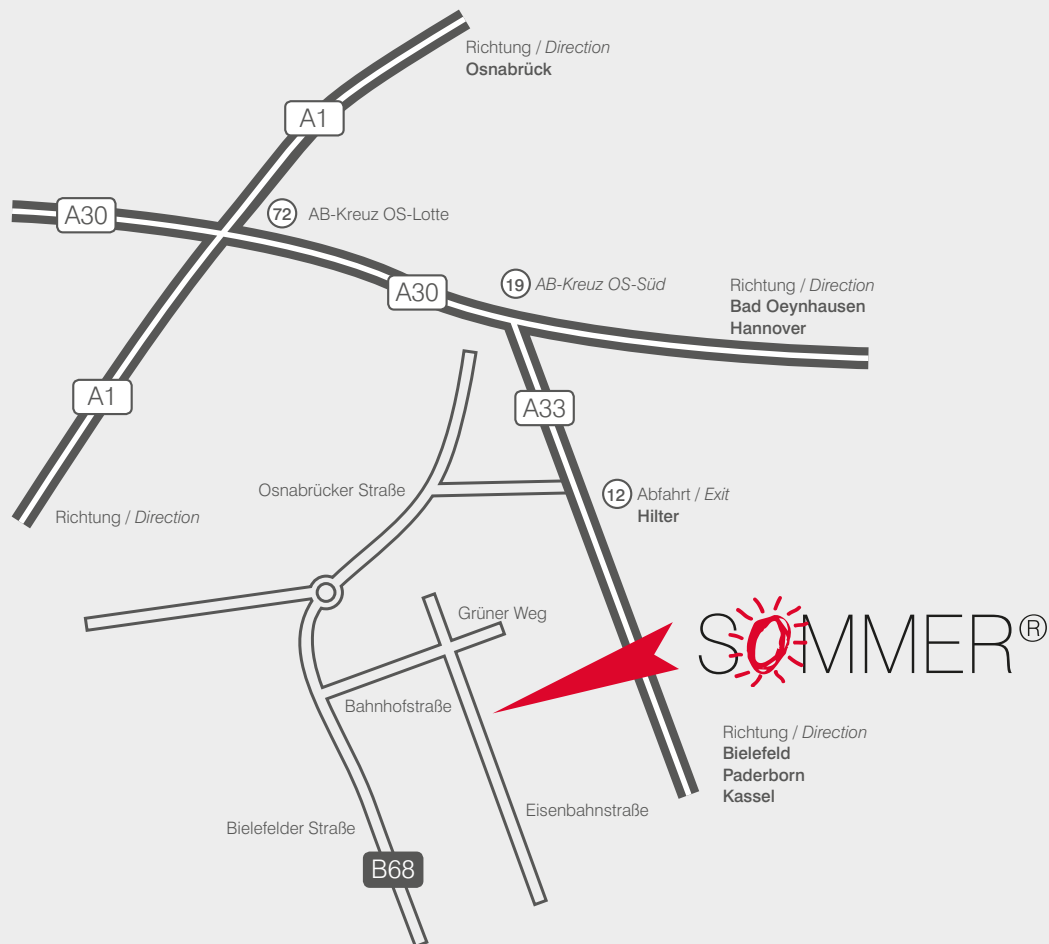 Richtung / Direction
Osnabrück
A1
A30
72 AB-Kreuz OS-Lotte
A30
19 AB-Kreuz OS-Süd
Richtung / Direction
Bad Oeynhausen
Hannover
A1
A33
Osnabrücker Straße
12 Abfahrt / Exit
Hilter
Richtung / Direction
Grüner Weg
SOMMER®
Bahnhofstraße
Richtung / Direction
Bielefeld
Paderborn
Kassel
Eisenbahnstraße
Bielefelder Straße
B68